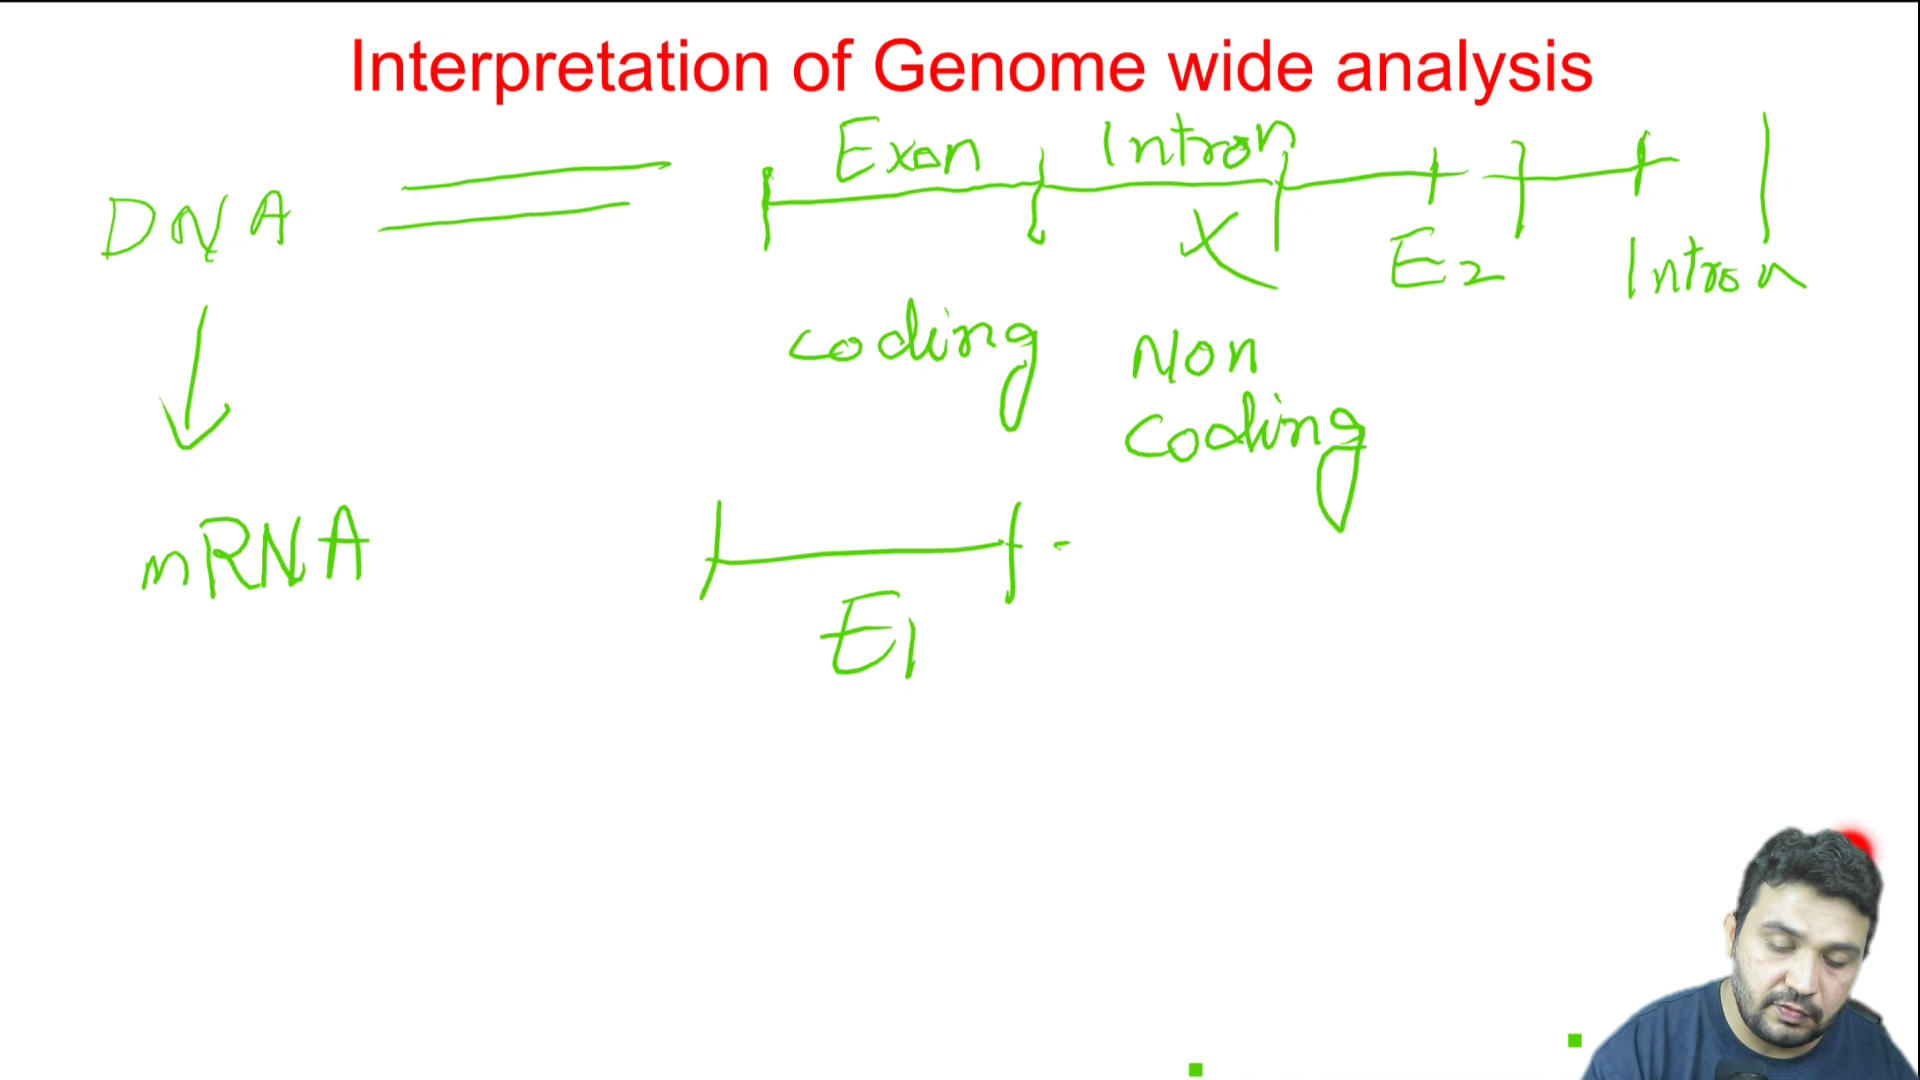 Interpretation of Genome wide analysis
Exon Intron
DNA
E2
Intron
coding Non
coding
mRNA
E1